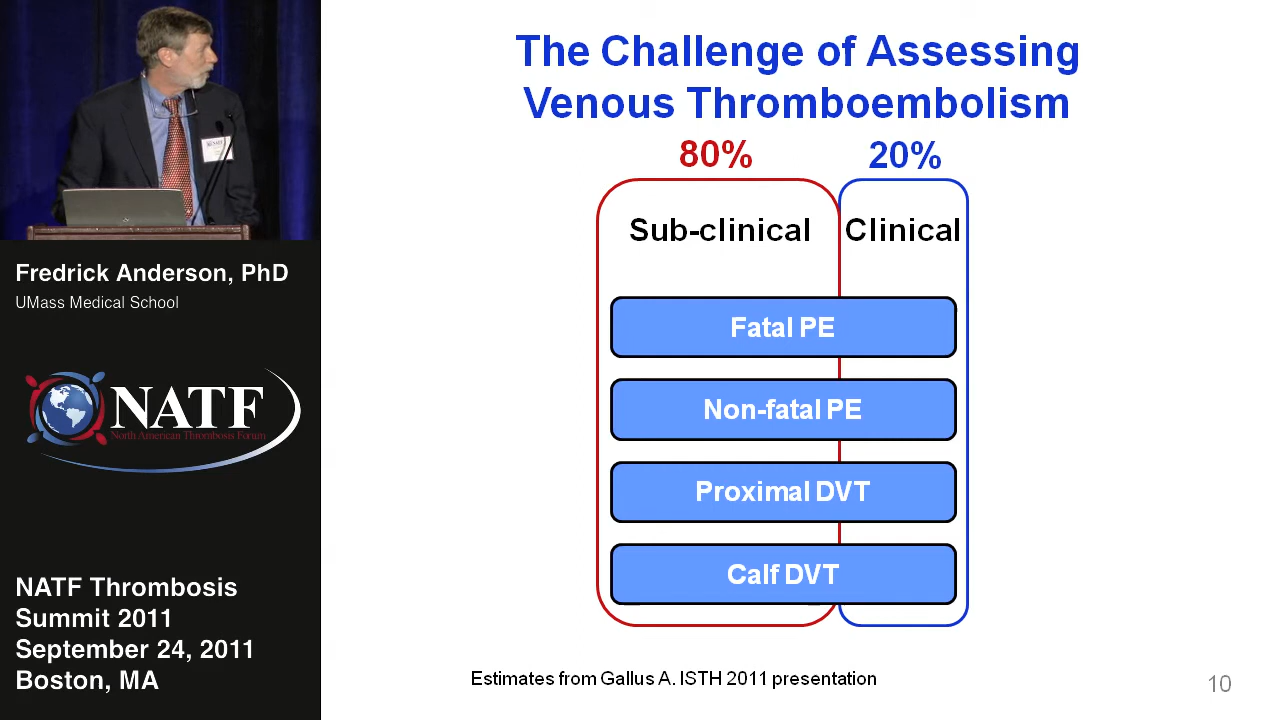 The Challenge of Assessing
Venous Thromboembolism
80%
20%
Sub-clinical
Clinical
Fatal PE
Non-fatal PE
Proximal DVT
Calf DVT
Estimates from Gallus A. ISTH 2011 presentation
10
Fredrick Anderson, PhD
UMass Medical School
NATF
North American Thrombosis Forum
NATF Thrombosis
Summit 2011
September 24, 2011
Boston, MA